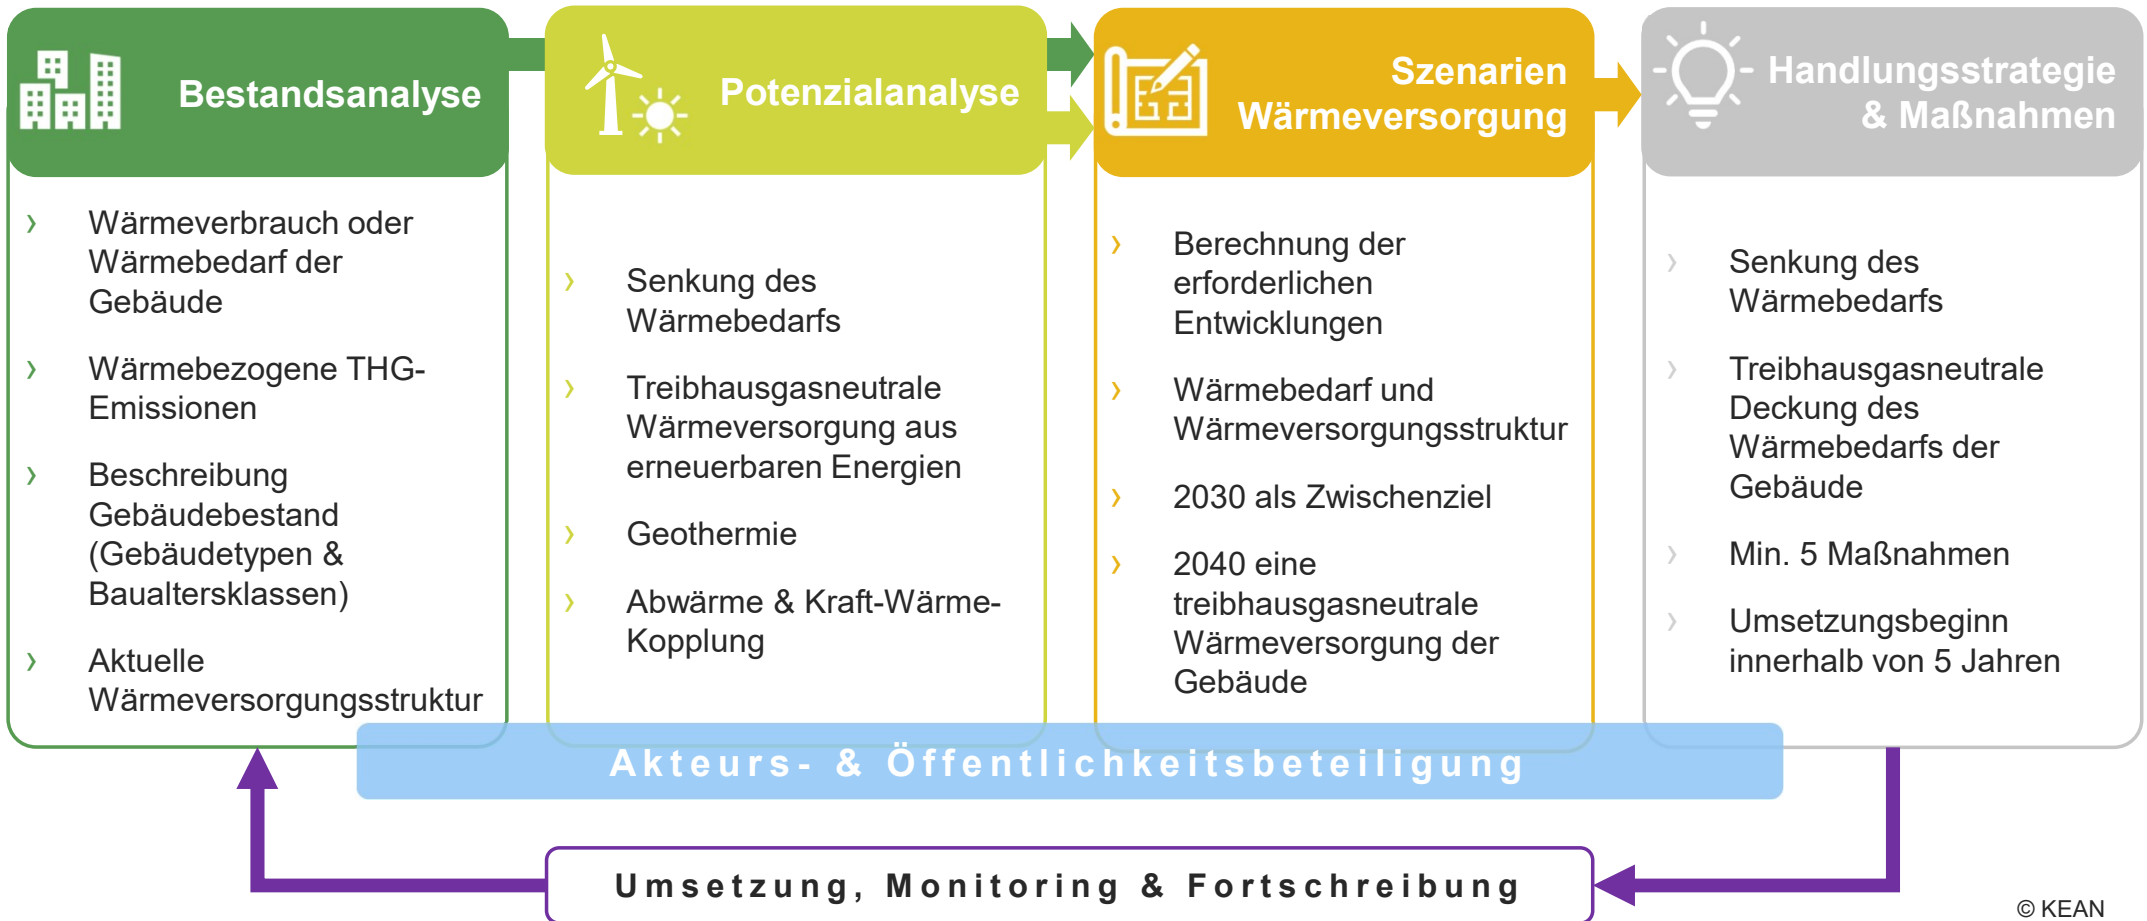 Bestandsanalyse
Wärmeverbrauch oder
Wärmebedarf der
Gebäude
Wärmebezogene THG-
Emissionen
Beschreibung
Gebäudebestand
(Gebäudetypen &
Baualtersklassen)
Aktuelle
Wärmeversorgungsstruktur
Potenzialanalyse
Senkung des
Wärmebedarfs
Treibhausgasneutrale
Wärmeversorgung aus
erneuerbaren Energien
Geothermie
Abwärme & Kraft-Wärme-
Kopplung
Szenarien
Wärmeversorgung
Berechnung der
erforderlichen
Entwicklungen
Wärmebedarf und
Wärmeversorgungsstruktur
2030 als Zwischenziel
2040 eine
treibhausgasneutrale
Wärmeversorgung der
Gebäude
Handlungsstrategie
& Maßnahmen
Senkung des
Wärmebedarfs
Treibhausgasneutrale
Deckung des
Wärmebedarfs der
Gebäude
Min. 5 Maßnahmen
Umsetzungsbeginn
innerhalb von 5 Jahren
Akteurs- & Öffentlichkeitsbeteiligung
Umsetzung, Monitoring & Fortschreibung
© KEAN